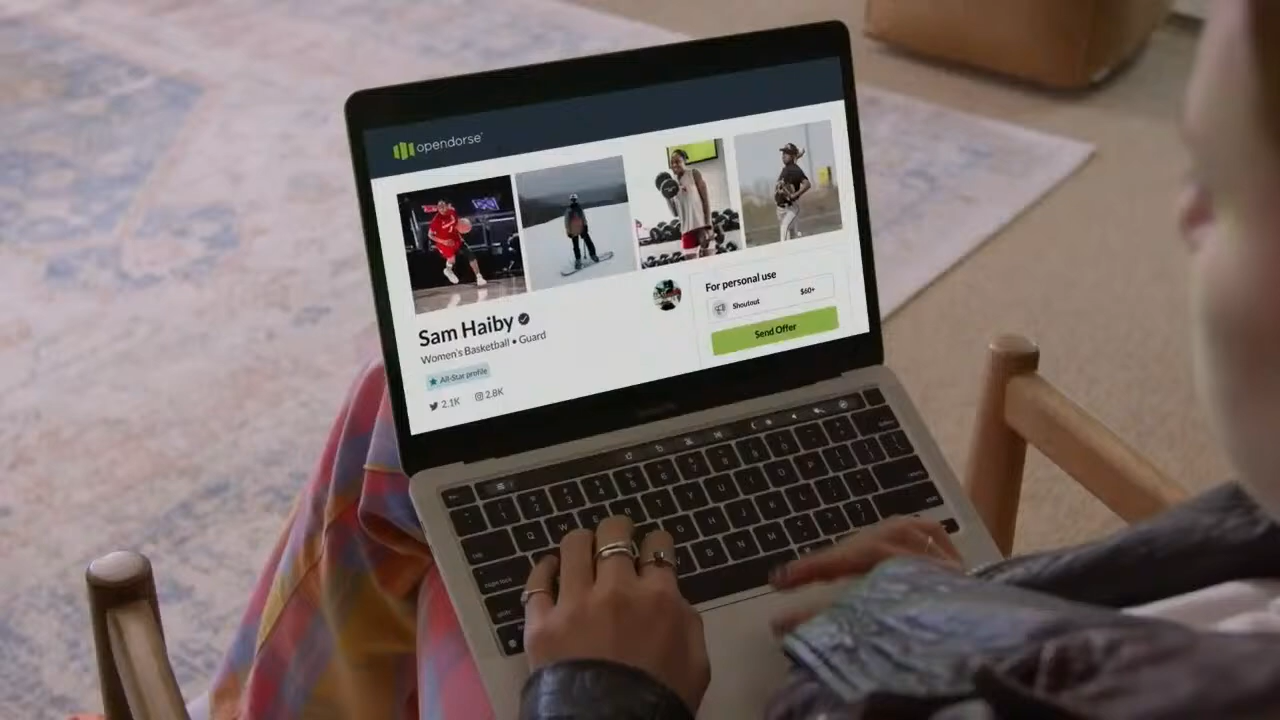 opendorse
Sam Haiby
Women's Basketball • Guard
All-Star profile
2.1K 2.8K
For personal use
Shoutout $60+
Send Offer